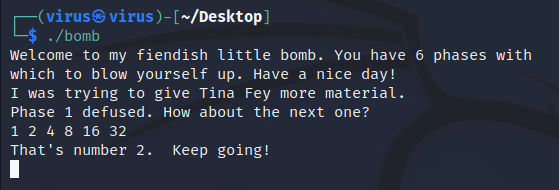 ┌──(virus㉿virus)-[~/Desktop]
└─$ ./bomb
Welcome to my fiendish little bomb. You have 6 phases with
which to blow yourself up. Have a nice day!
I was trying to give Tina Fey more material.
Phase 1 defused. How about the next one?
1 2 4 8 16 32
That's number 2.  Keep going!